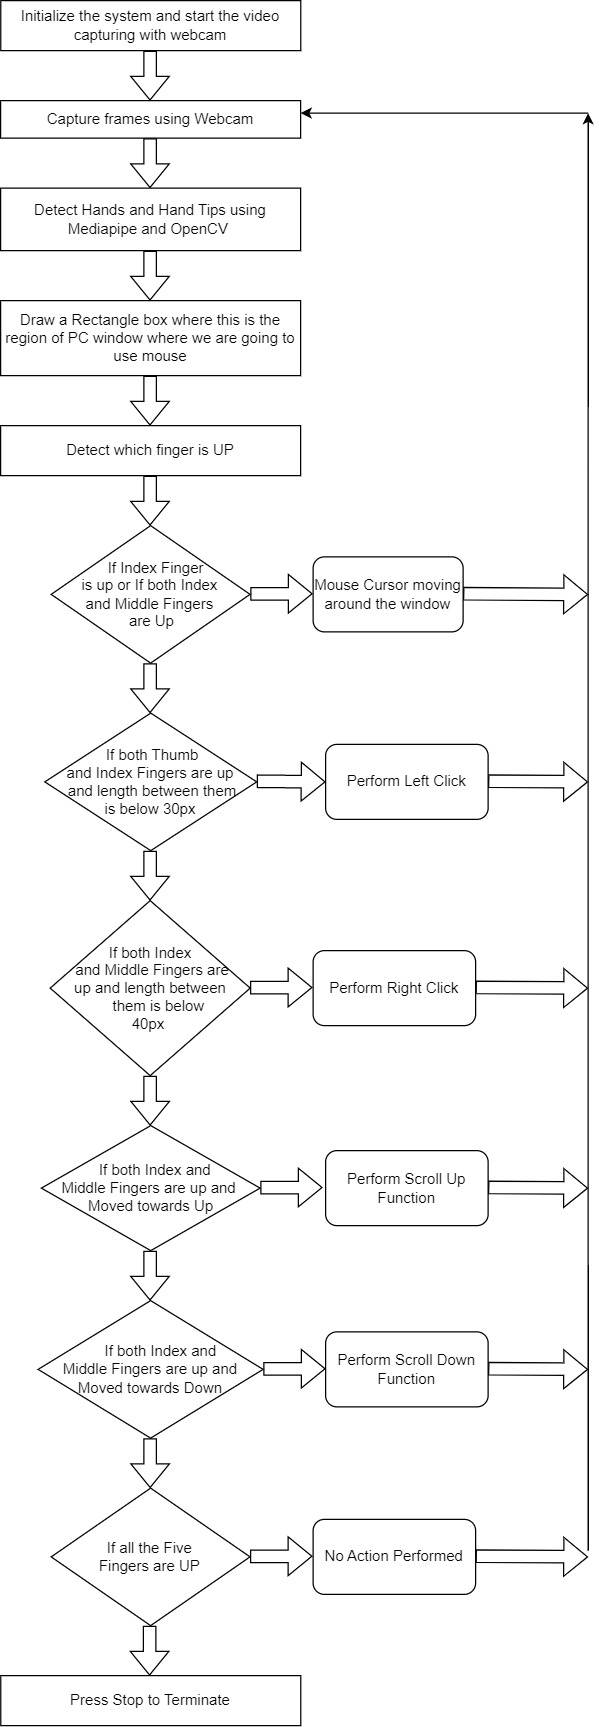 Initialize the system and start the video
capturing with webcam
Capture frames using Webcam
Detect Hands and Hand Tips using
Mediapipe and OpenCV
Draw a Rectangle box where this is the
region of PC window where we are going to
use mouse
Detect which finger is UP
If Index Finger
is up or If both Index
and Middle Fingers
are Up
Mouse Cursor moving
around the window
If both Thumb
and Index Fingers are up
and length between them
is below 30px
Perform Left Click
If both Index
and Middle Fingers are
up and length between
them is below
40px
Perform Right Click
If both Index and
Middle Fingers are up and
Moved towards Up
Perform Scroll Up
Function
If both Index and
Middle Fingers are up and
Moved towards Down
Perform Scroll Down
Function
If all the Five
Fingers are UP
No Action Performed
Press Stop to Terminate